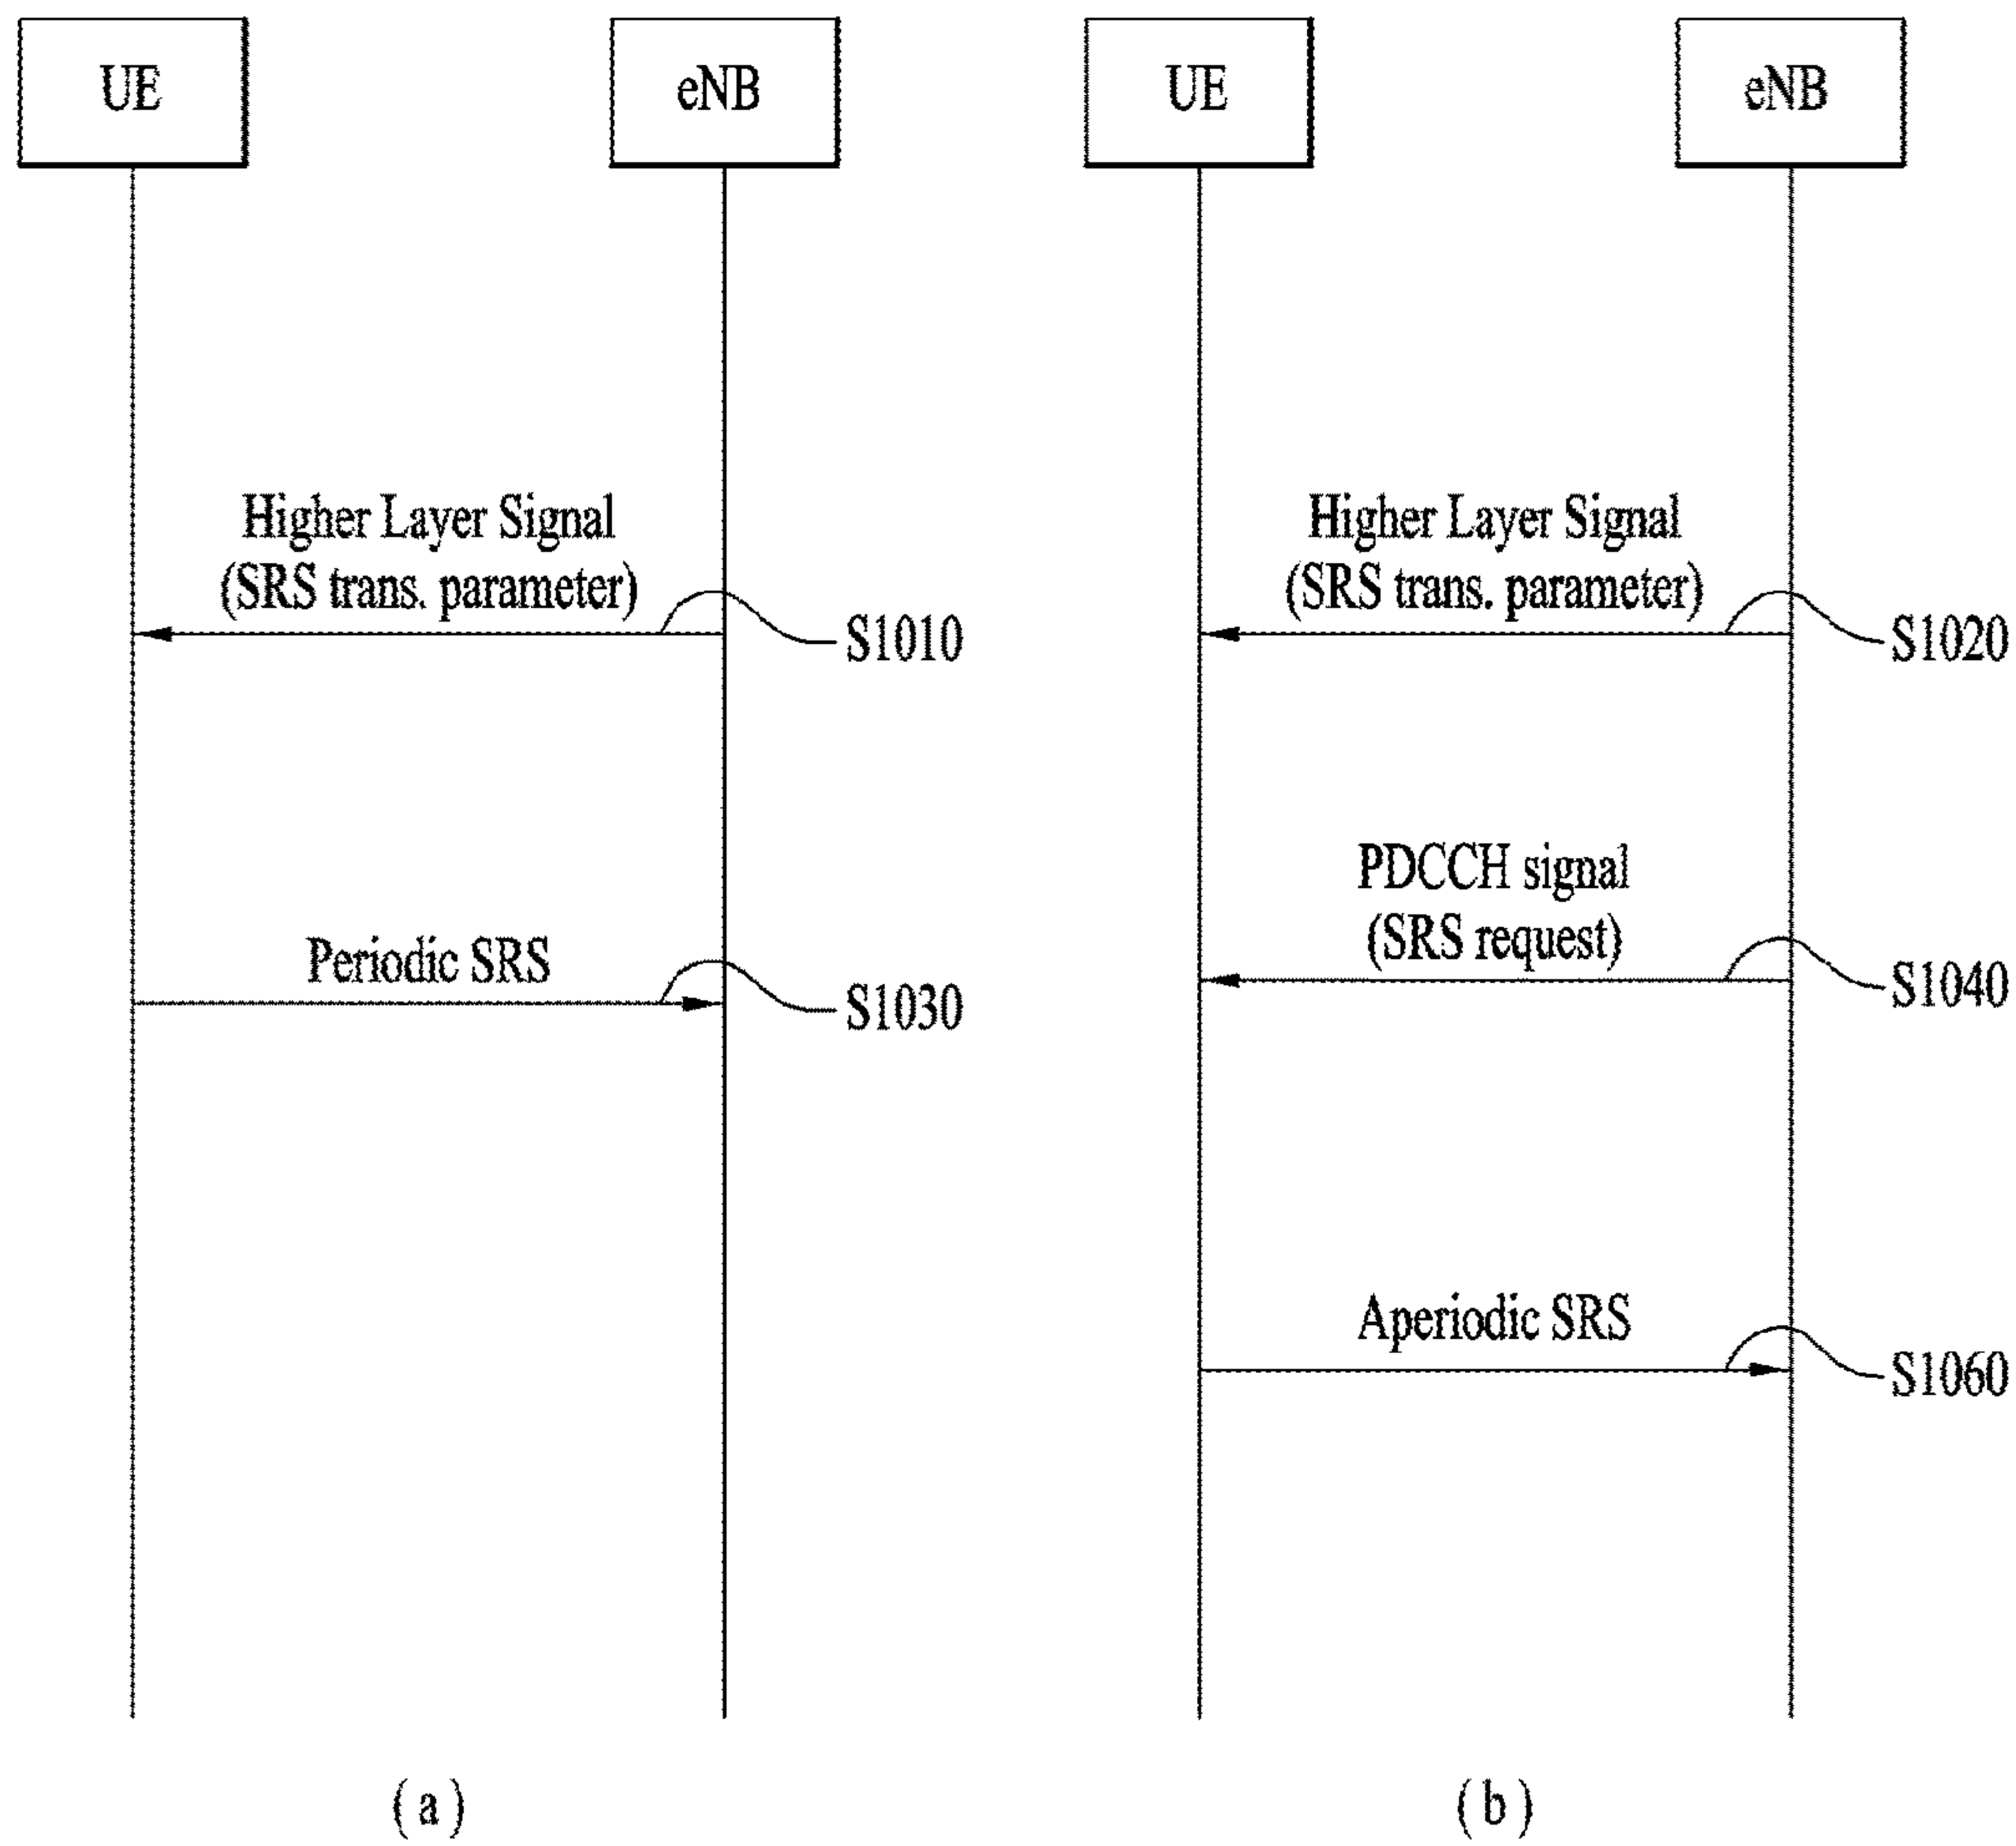 UE
eNB
Higher Layer Signal
(SRS trans. parameter)
S1010
Periodic SRS
S1030
(a)
UE
eNB
Higher Layer Signal
(SRS trans. parameter)
S1020
PDCCH signal
(SRS request)
S1040
Aperiodic SRS
S1060
(b)